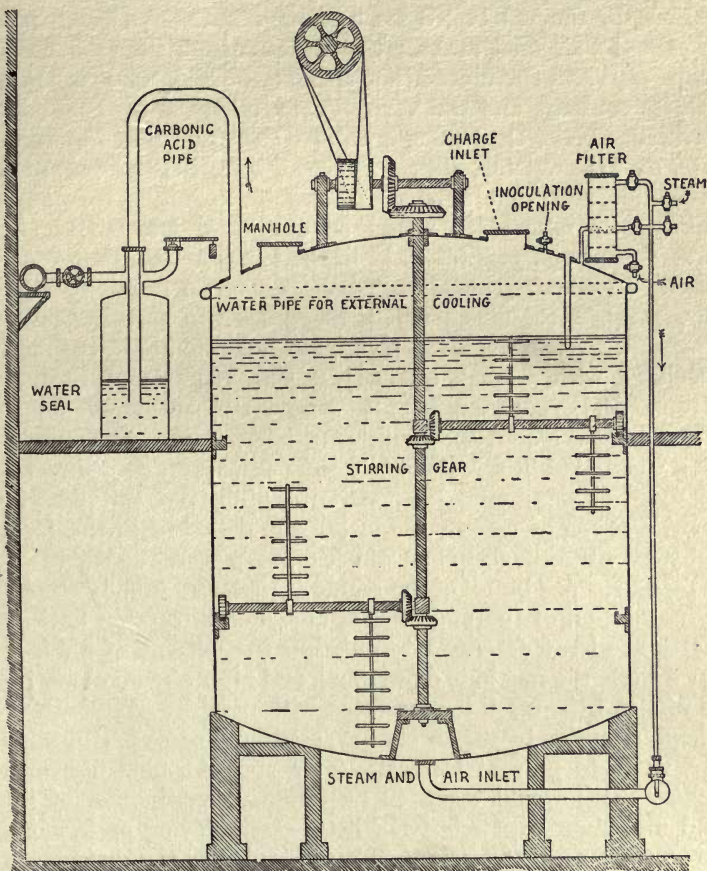 CARBONIC
ACID
PIPE
CHARGE
INLET
AIR
FILTER
STEAM
INOCULATION
OPENING
MANHOLE
AIR
WATER PIPE FOR EXTERNAL COOLING
WATER
SEAL
STIRRING GEAR
STEAM AND AIR INLET